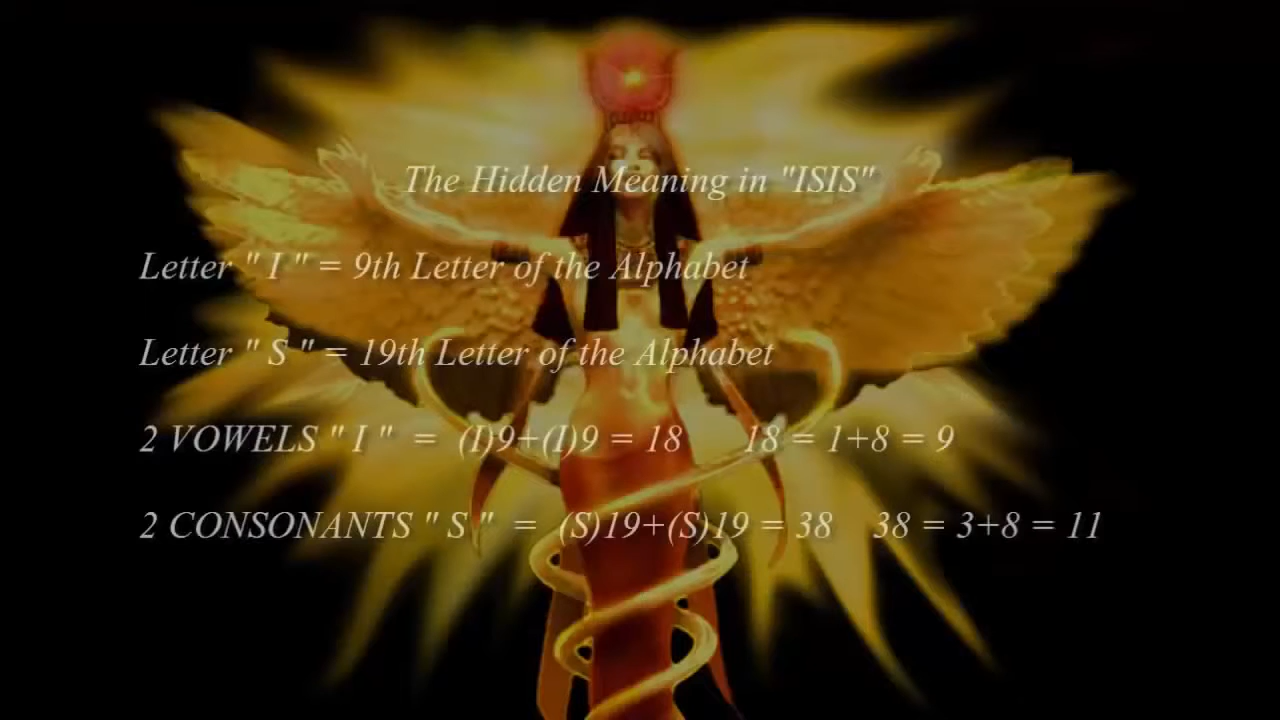 The Hidden Meaning in "ISIS"
Letter " I " = 9th Letter of the Alphabet
Letter " S " = 19th Letter of the Alphabet
2 VOWELS " I " = (I)9+(I)9 = 18 18 = 1+8 = 9
2 CONSONANTS " S " = (S)19+(S)19 = 38 38 = 3+8 = 11